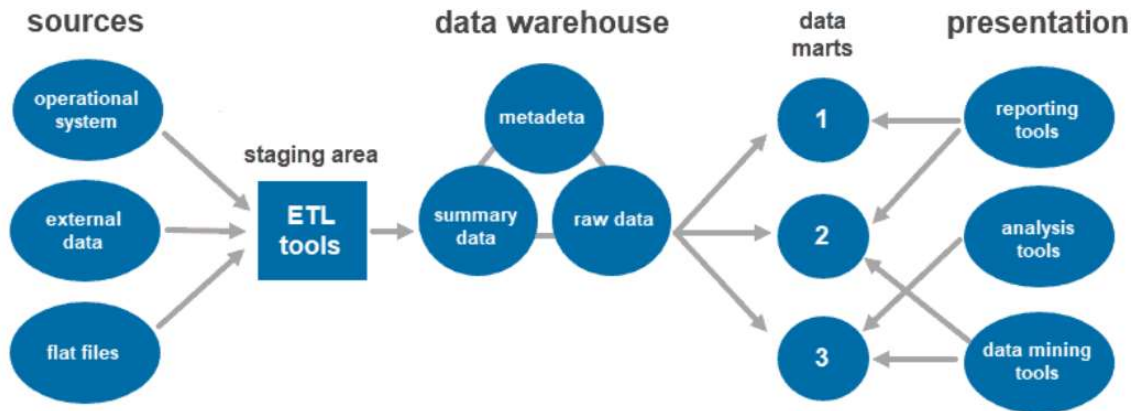 sources
data warehouse
data
marts
presentation
operational
system
external
data
flat files
staging area
ETL
tools
metadeta
summary
data
raw data
1
2
3
reporting
tools
analysis
tools
data mining
tools